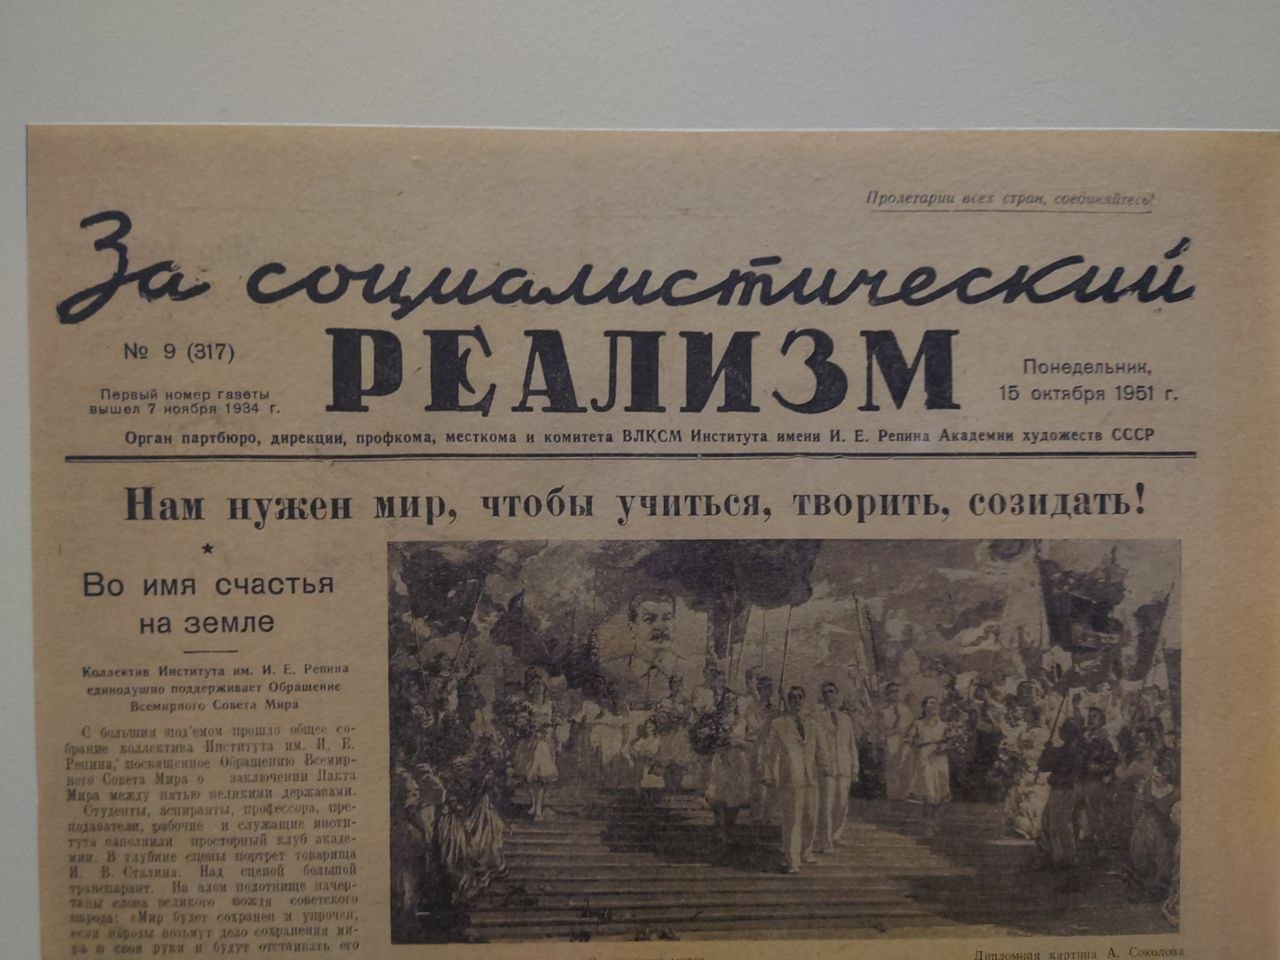 Пролетарии всех стран, соединяйтесь!
За социалистический
РЕАЛИЗМ
№ 9 (317)
Первый номер газеты
вышел 7 ноября 1934 г.
Понедельник,
15 октября 1951 г.
Орган партбюро, дирекции, профкома, месткома и комитета ВЛКСМ Института имени И. Е. Репина Академии художеств СССР
Нам нужен мир, чтобы учиться, творить, созидать!
Во имя счастья
на земле
Коллектив Института им. И. Е. Репина
единодушно поддерживает Обращение
Всемирного Совета Мира
С большим под'емом прошло общее со-
брание коллектива Института им. И. Е.
Репина, посвященное Обращению Всемир-
ного Совета Мира о заключении Пакта
Мира между пятью великими державами.
Студенты, аспиранты, профессора, пре-
подаватели, рабочие и служащие инсти-
тута наполнили просторный клуб акаде-
мии. В глубине сцены портрет товарища
И. В. Сталина. Над сценой большой
транспарант. На алом полотнище начер-
таны слова великого вождя советского
народа: «Мир будет сохранен и упрочен,
если народы возьмут дело сохранения ми-
ра в свои руки и будут отстаивать его
Дипломная картина А. Соколова